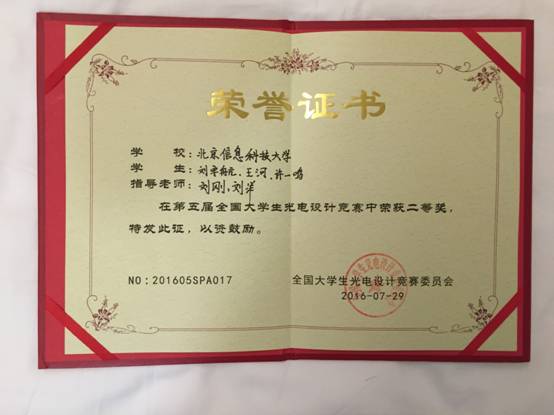 荣誉证书
学　　校：北京信息科技大学
学　　生：王河、许一鸣
指导老师：刘刚，刘洋
在第五届全国大学生光电设计竞赛中荣获二等奖，
特发此证，以资鼓励。
NO:201605SPA017
全国大学生光电设计竞赛委员会
2016-07-29